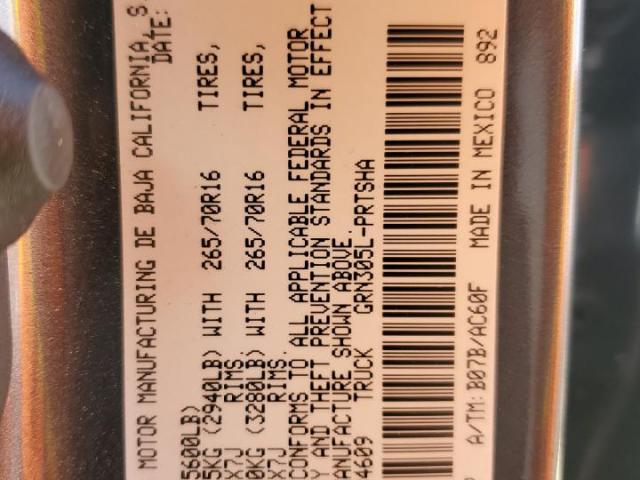 MOTOR MANUFACTURING DE BAJA CALIFORNIA, S
DATE:
5600LB)
5KG (2940LB) WITH 265/70R16 TIRES,
X7J RIMS,
0KG (3280LB) WITH 265/70R16 TIRES,
X7J RIMS.
CONFORMS TO ALL APPLICABLE FEDERAL MOTOR
Y AND THEFT PREVENTION STANDARDS IN EFFECT
ANUFACTURE SHOWN ABOVE.
4609 TRUCK GRN305L-PRTSHA
A/TM: B07B/AC60F MADE IN MEXICO 892